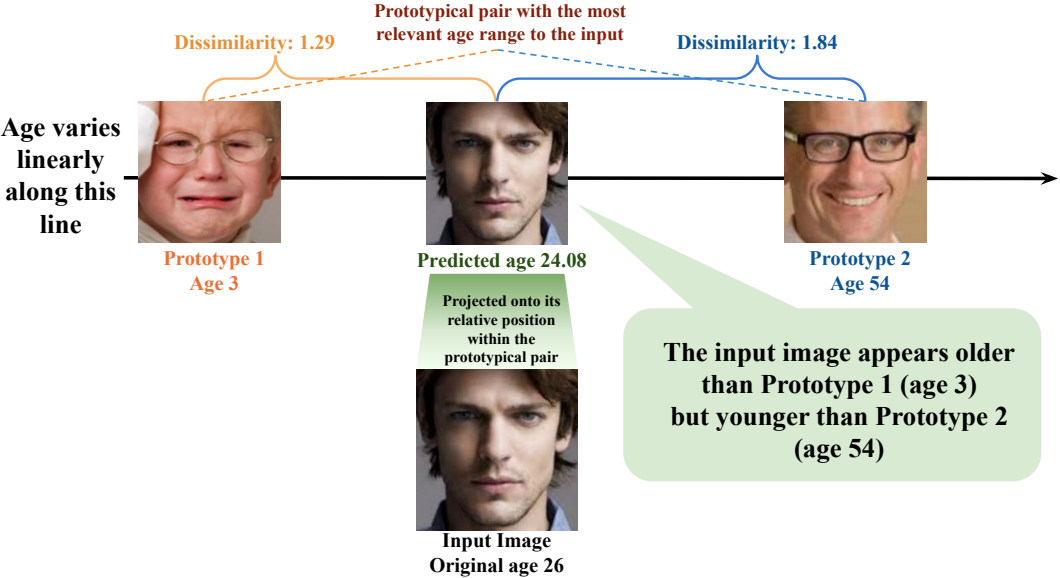 Prototypical pair with the most
relevant age range to the input
Dissimilarity: 1.29
Dissimilarity: 1.84
Age varies
linearly
along this
line
Prototype 1
Age 3
Predicted age 24.08
Prototype 2
Age 54
Projected onto its
relative position
within the
prototypical pair
The input image appears older
than Prototype 1 (age 3)
but younger than Prototype 2
(age 54)
Input Image
Original age 26